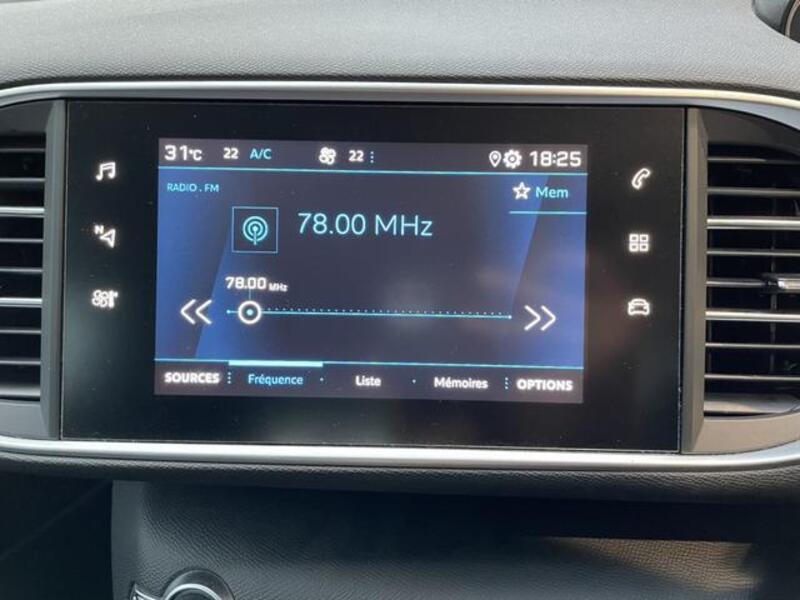 31°C 22 A/C 22 18:25
RADIO . FM
Mem
78.00 MHz
78.00 MHz
N
SOURCES Fréquence Liste Mémoires OPTIONS